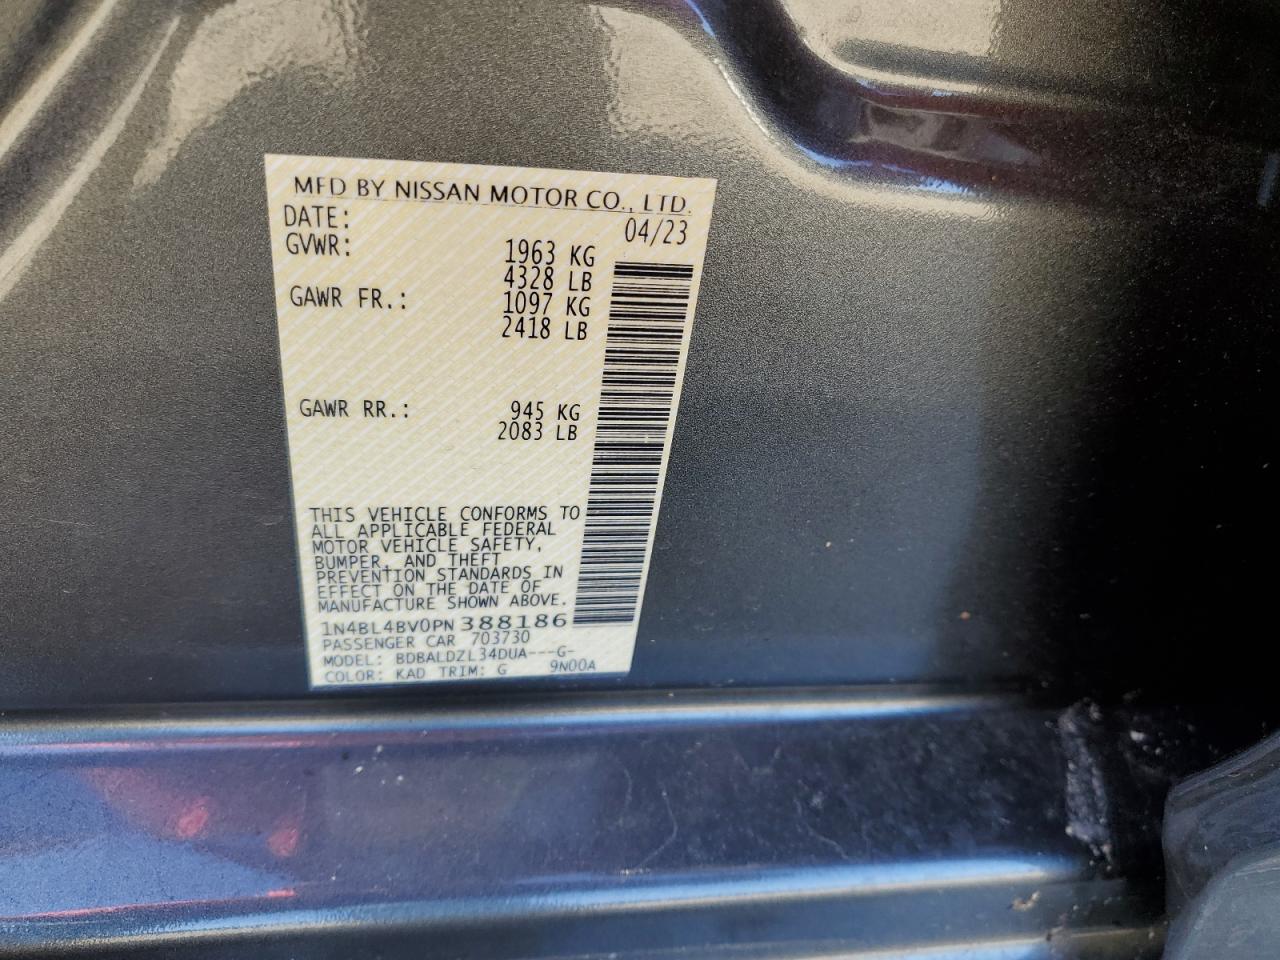 MFD BY NISSAN MOTOR CO., LTD.
DATE: 04/23
GVWR: 1963 KG
4328 LB
GAWR FR.: 1097 KG
2418 LB
GAWR RR.: 945 KG
2083 LB
THIS VEHICLE CONFORMS TO
ALL APPLICABLE FEDERAL
MOTOR VEHICLE SAFETY,
BUMPER, AND THEFT
PREVENTION STANDARDS IN
EFFECT ON THE DATE OF
MANUFACTURE SHOWN ABOVE.
1N4BL4BV0PN388186
PASSENGER CAR 703730
MODEL: BDBALDZL34DUA---G-
COLOR: KAD TRIM: G 9N00A